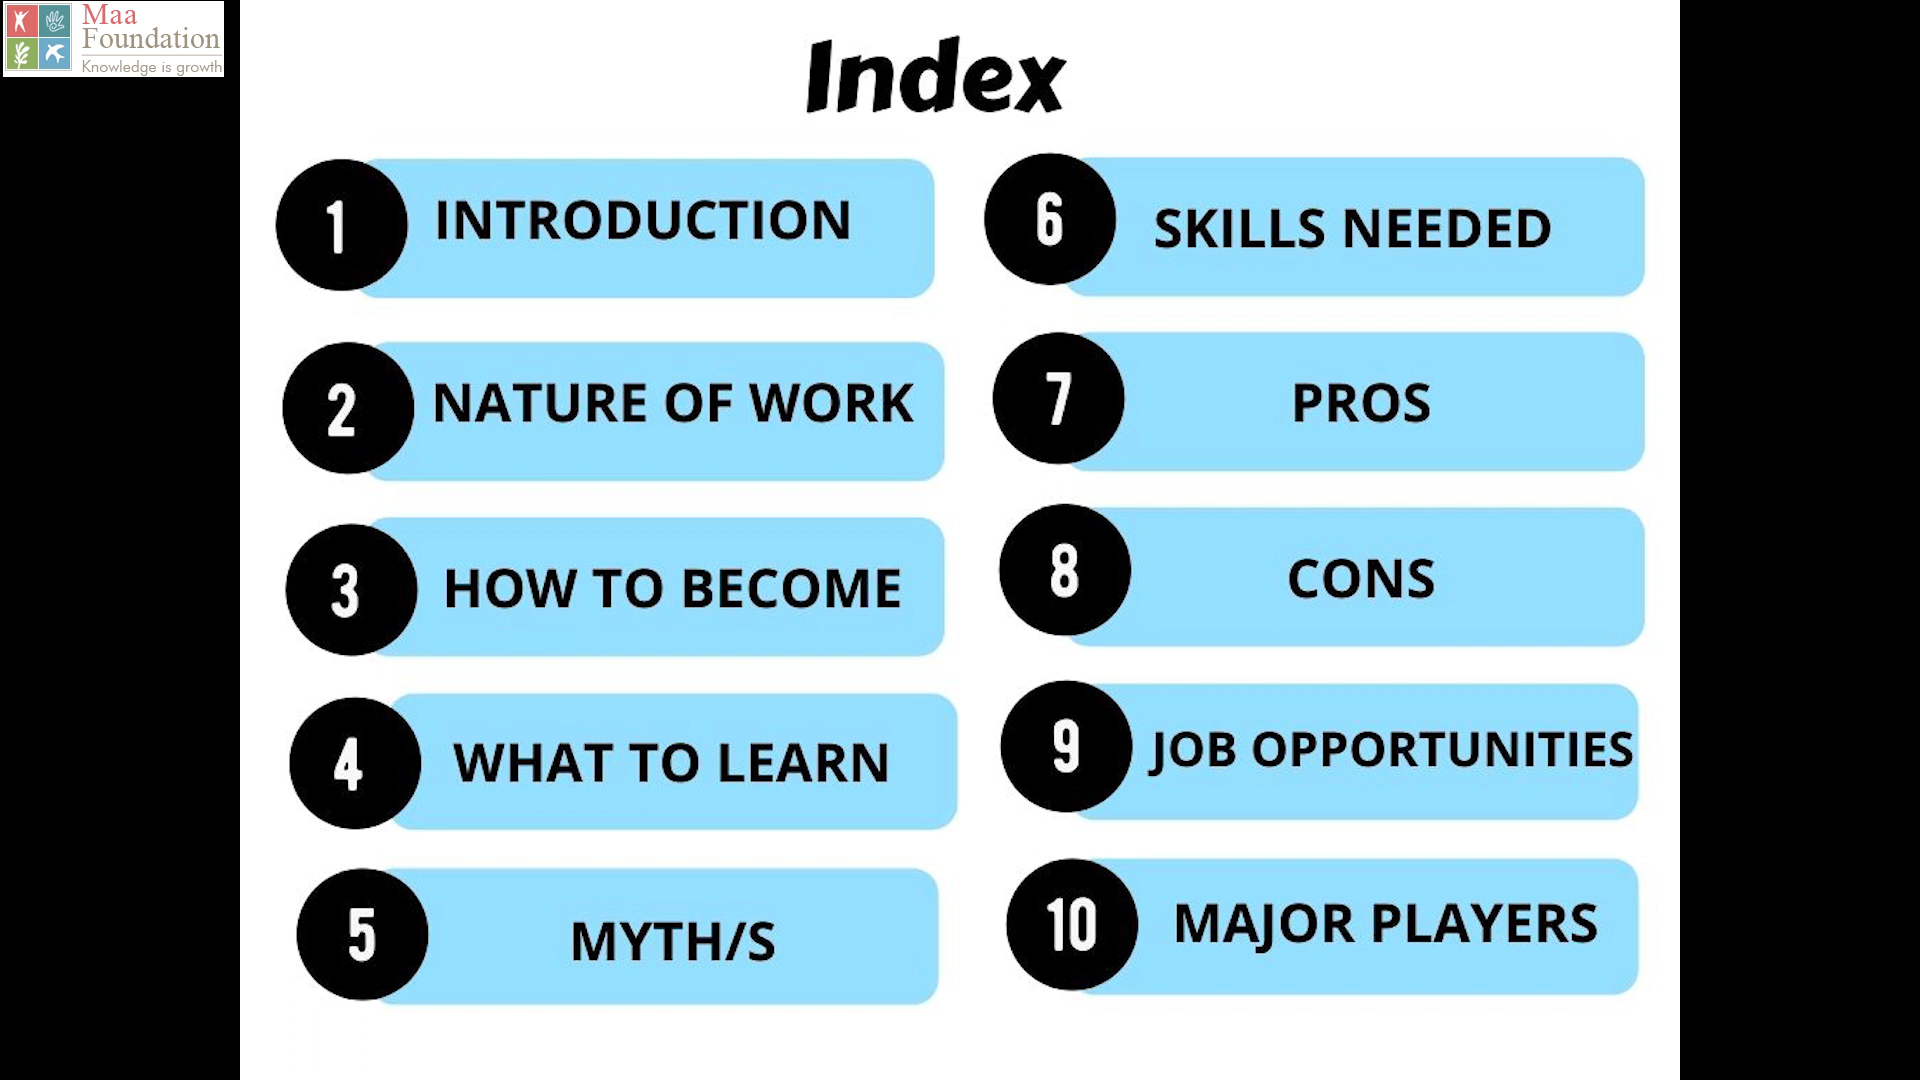 Maa
Foundation
Knowledge is growth
Index
1 INTRODUCTION
2 NATURE OF WORK
3 HOW TO BECOME
4 WHAT TO LEARN
5 MYTH/S
6 SKILLS NEEDED
7 PROS
8 CONS
9 JOB OPPORTUNITIES
10 MAJOR PLAYERS